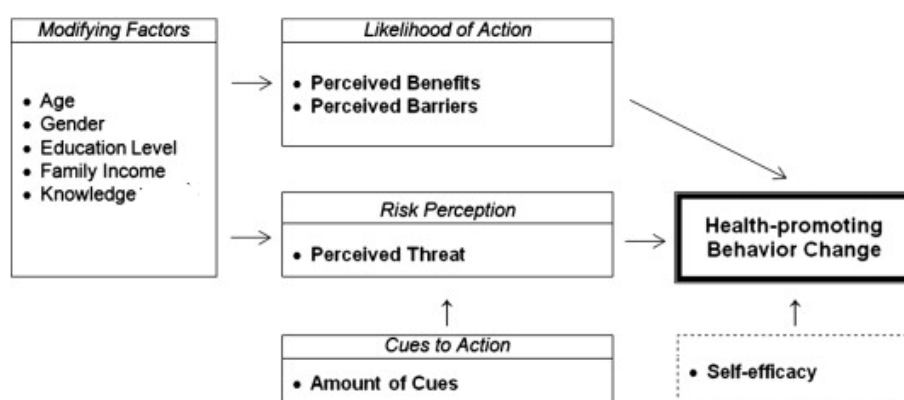 Modifying Factors
• Age
• Gender
• Education Level
• Family Income
• Knowledge
Likelihood of Action
• Perceived Benefits
• Perceived Barriers
Risk Perception
• Perceived Threat
Cues to Action
• Amount of Cues
Health-promoting
Behavior Change
• Self-efficacy